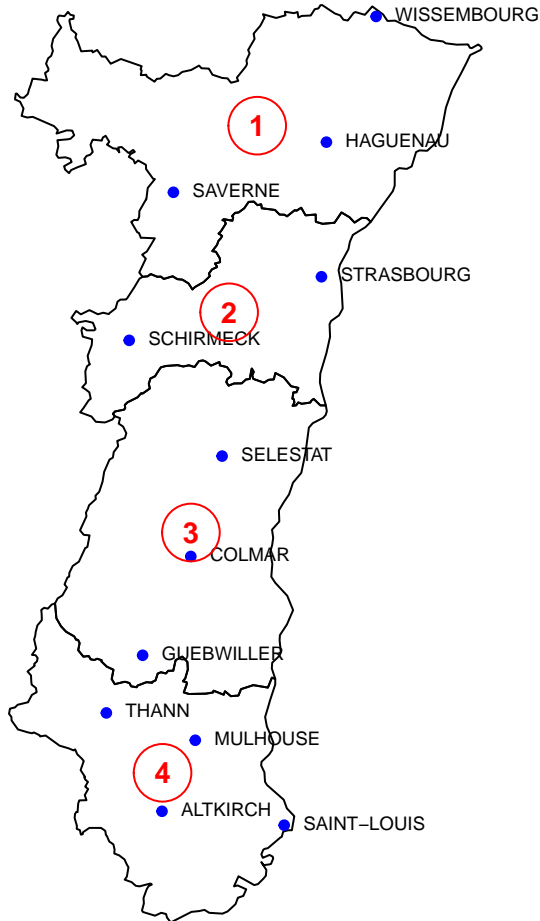 WISSEMBOURG
1
HAGUENAU
SAVERNE
STRASBOURG
2
SCHIRMECK
SELESTAT
3
COLMAR
GUEBWILLER
THANN
MULHOUSE
4
ALTKIRCH
SAINT–LOUIS